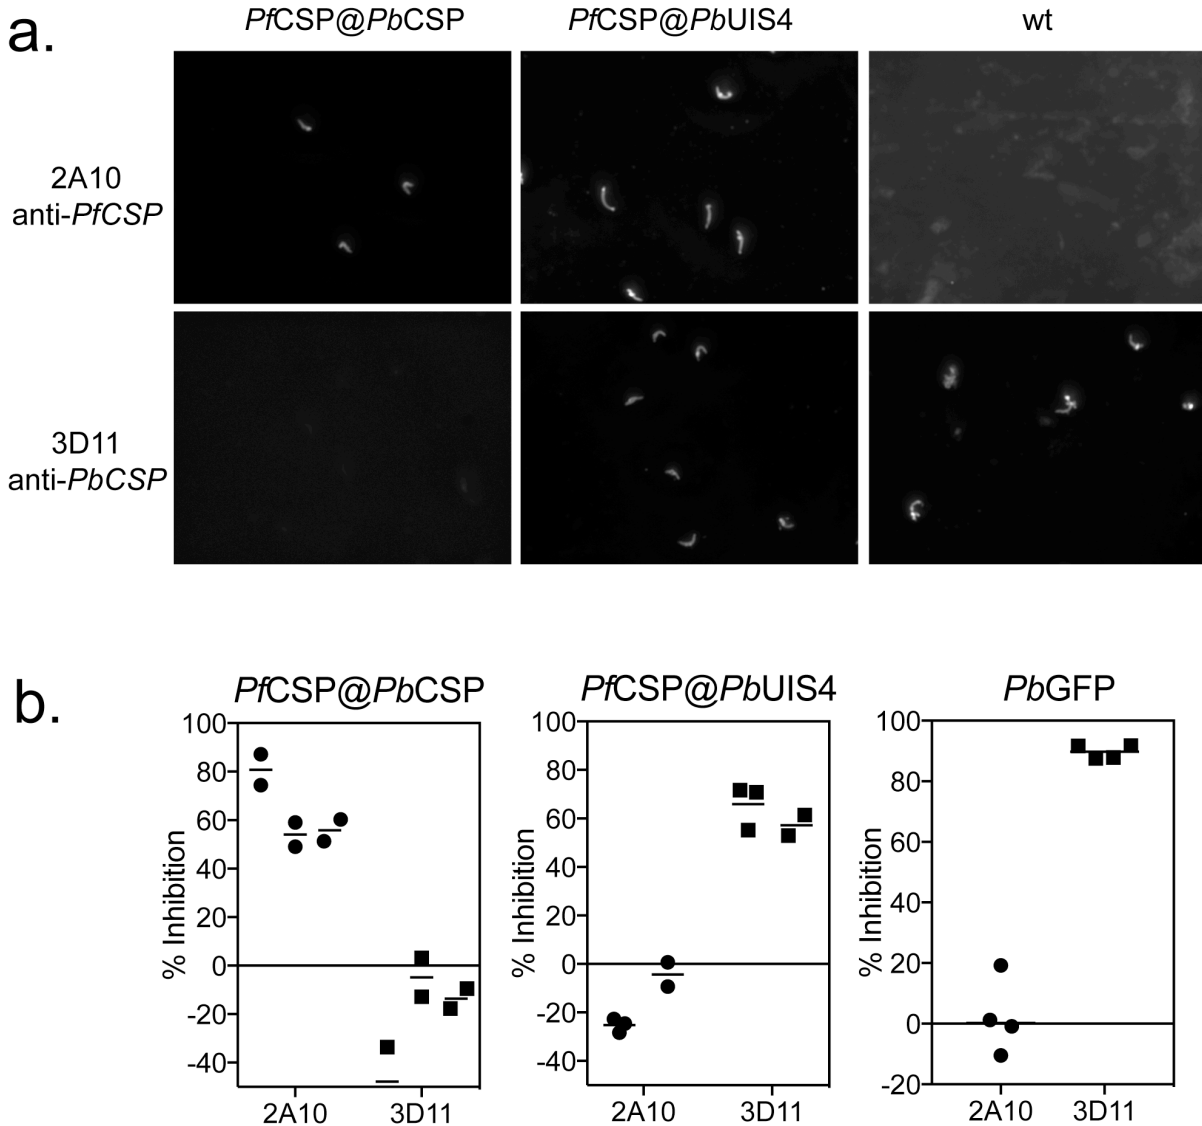 a.
PfCSP@PbCSP
PfCSP@PbUIS4
wt
2A10
anti-PfCSP
3D11
anti-PbCSP
b.
PfCSP@PbCSP
% Inhibition
100
80
60
40
20
0
-20
-40
2A10
3D11
PfCSP@PbUIS4
% Inhibition
100
80
60
40
20
0
-20
-40
2A10
3D11
PbGFP
% Inhibition
100
80
60
40
20
0
-20
2A10
3D11